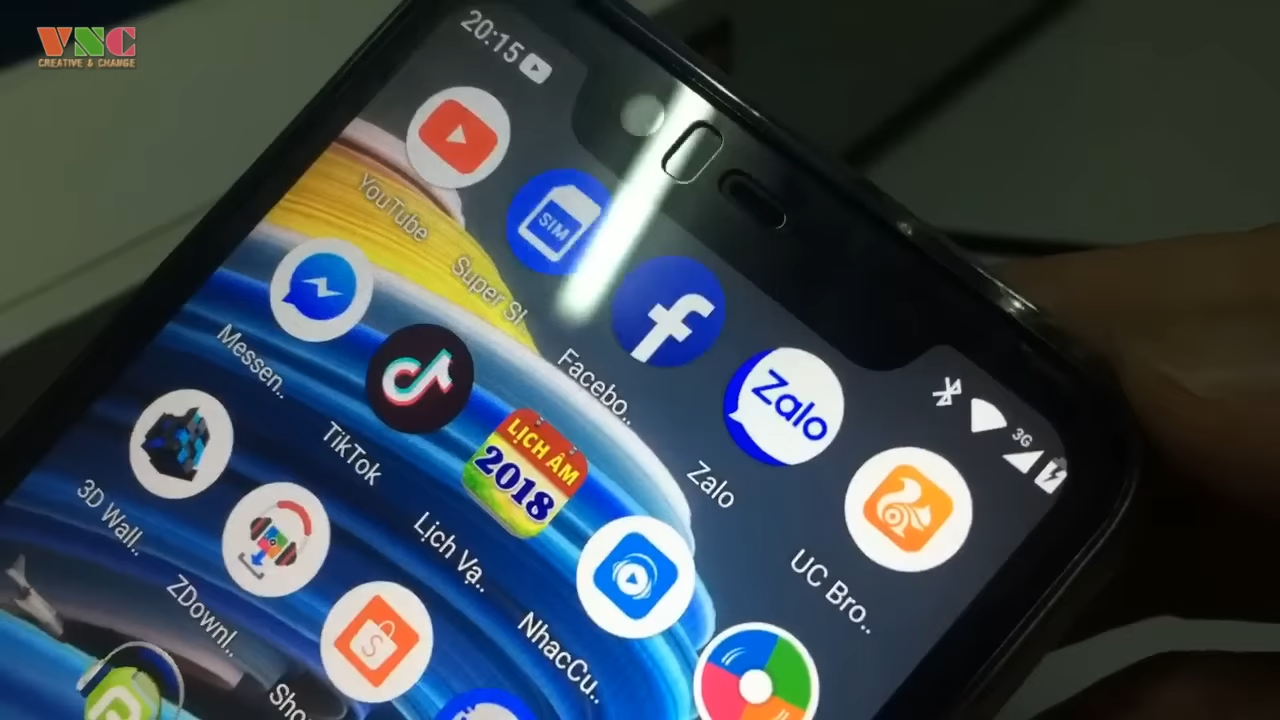 VNC
CREATIVE & CHANGE
20:15
YouTube
SIM
Super SI
Facebo..
Zalo
Zalo
UC Bro..
3G
Messen..
TikTok
LỊCH ÂM
2018
Lịch Vạ..
NhacCu..
3D Wall..
ZDownl..
S
Sho